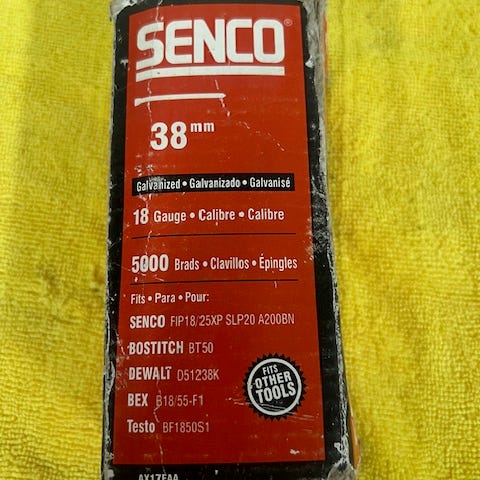 SENCO®
38mm
Galvanized • Galvanizado • Galvanisé
18 Gauge • Calibre • Calibre
5000 Brads • Clavillos • Épingles
Fits • Para • Pour:
SENCO FIP18/25XP SLP20 A200BN
BOSTITCH BT50
DEWALT D51238K
BEX B18/55-F1
Testo BF1850S1
FITS
OTHER
TOOLS
AX17EAA